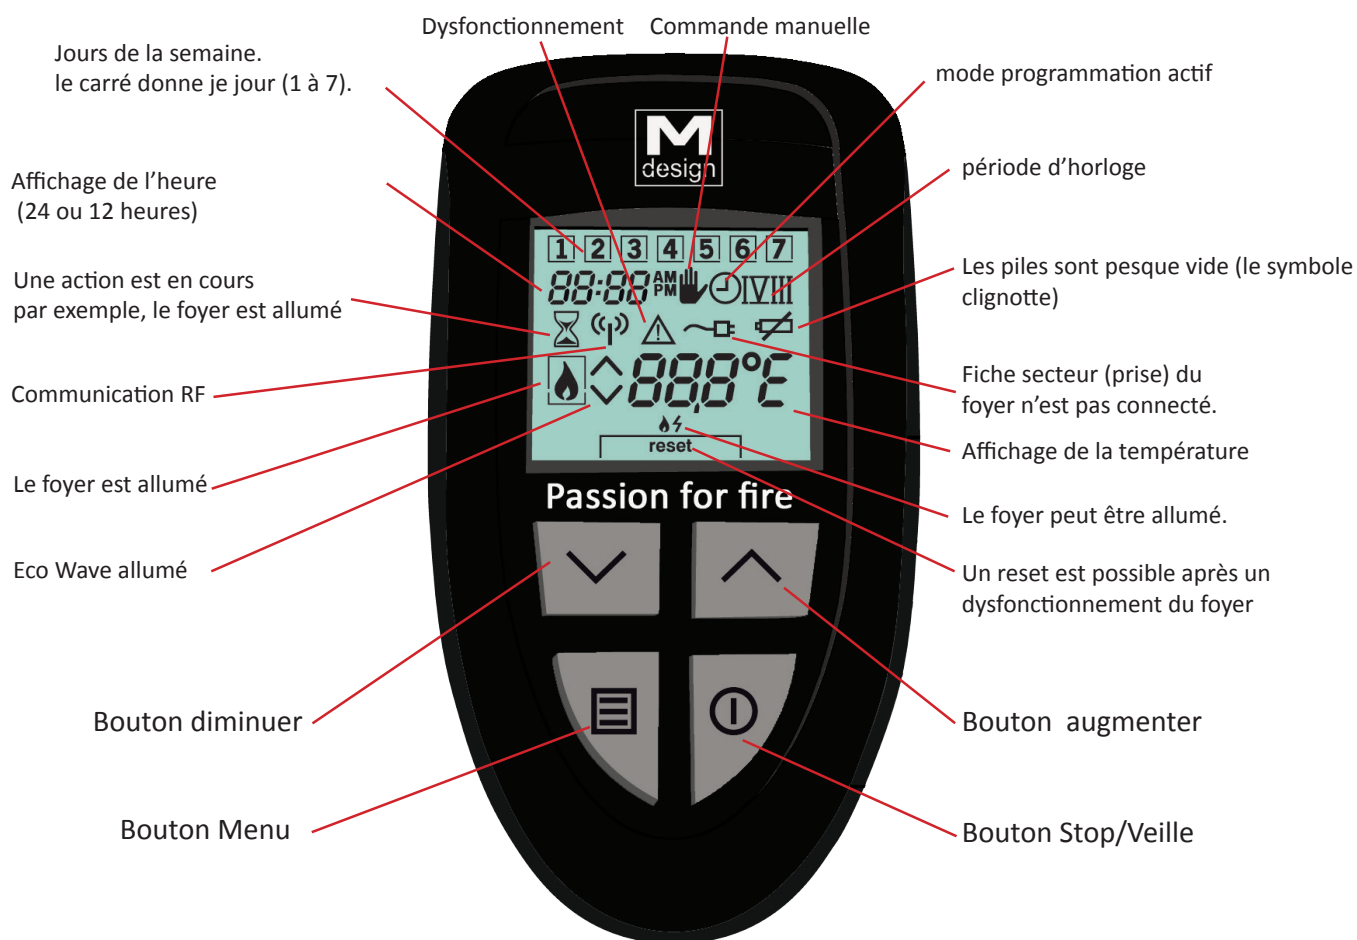 Dysfonctionnement
Commande manuelle
Jours de la semaine.
le carré donne je jour (1 à 7).
mode programmation actif
Affichage de l'heure
(24 ou 12 heures)
période d'horloge
Une action est en cours
par exemple, le foyer est allumé
Les piles sont pesque vide (le symbole
clignotte)
Communication RF
Fiche secteur (prise) du
foyer n'est pas connecté.
Affichage de la température
Le foyer est allumé
Le foyer peut être allumé.
Eco Wave allumé
Un reset est possible après un
dysfonctionnement du foyer
Bouton diminuer
Bouton augmenter
Bouton Menu
Bouton Stop/Veille
M
design
1 2 3 4 5 6 7
88:88 AM
PM
IVIII
88,8°E
reset
Passion for fire